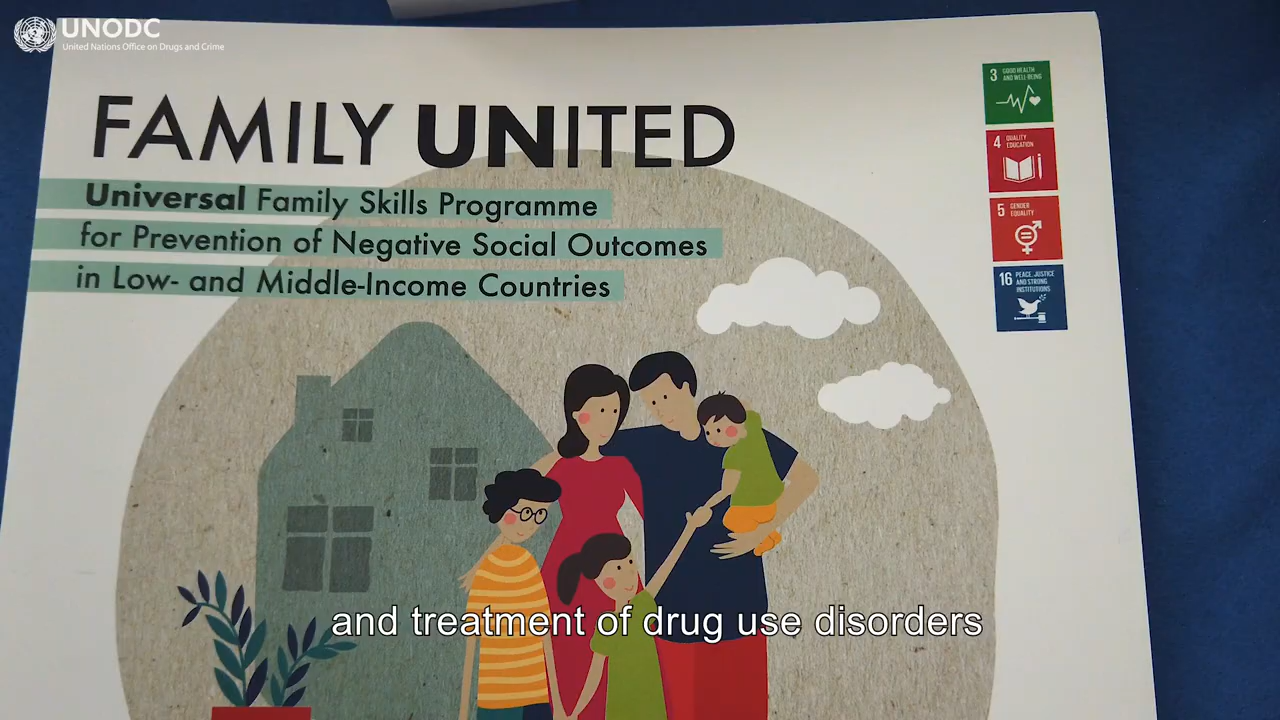 UNODC
United Nations Office on Drugs and Crime
FAMILY UNITED
Universal Family Skills Programme
for Prevention of Negative Social Outcomes
in Low- and Middle-Income Countries
3 GOOD HEALTH
AND WELL-BEING
4 QUALITY
EDUCATION
5 GENDER
EQUALITY
16 PEACE, JUSTICE
AND STRONG
INSTITUTIONS
and treatment of drug use disorders